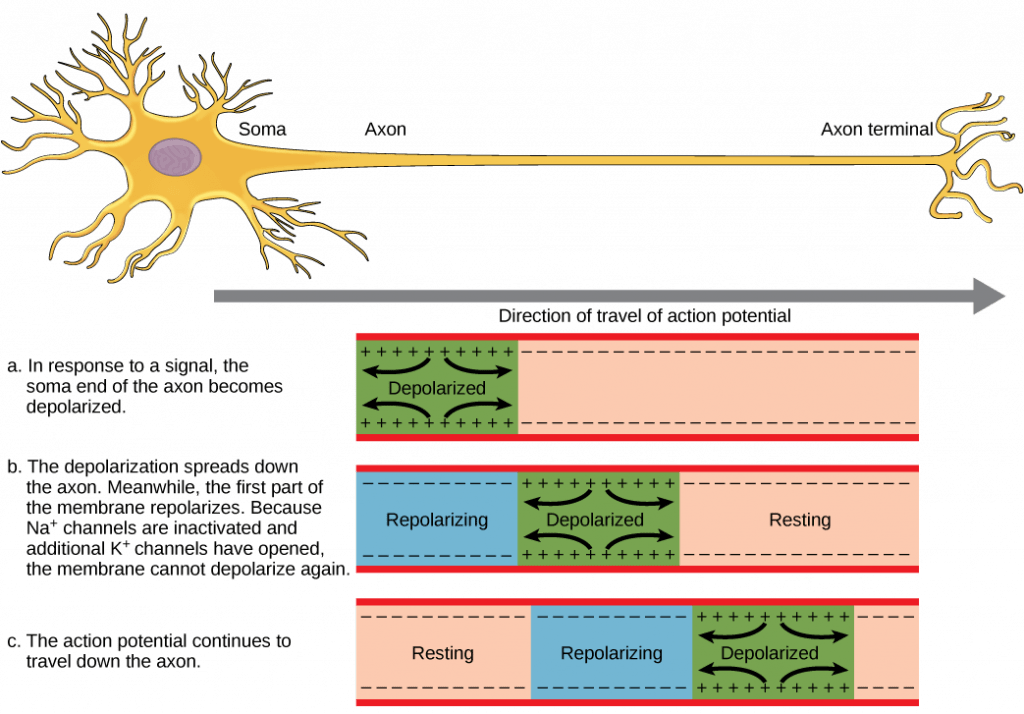 Soma
Axon
Axon terminal
Direction of travel of action potential
a. In response to a signal, the
soma end of the axon becomes
depolarized.
+ + + + + + + + + +
Depolarized
+ + + + + + + + + +
b. The depolarization spreads down
the axon. Meanwhile, the first part of
the membrane repolarizes. Because
Na⁺ channels are inactivated and
additional K⁺ channels have opened,
the membrane cannot depolarize again.
+ + + + + + + + + +
Repolarizing
Depolarized
Resting
+ + + + + + + + + +
c. The action potential continues to
travel down the axon.
+ + + + + + + + + +
Resting
Repolarizing
Depolarized
+ + + + + + + + + +